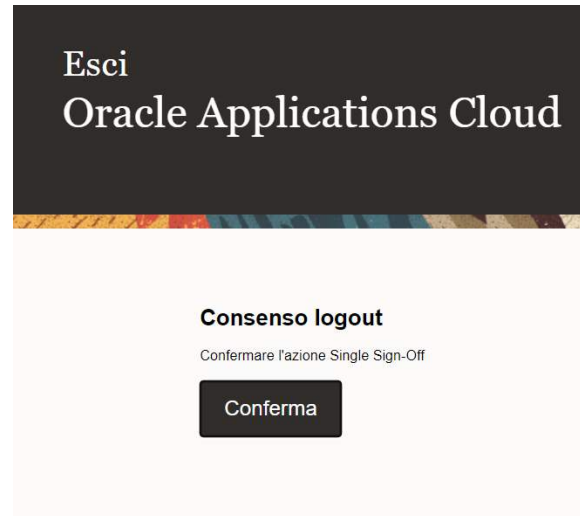 Esci
Oracle Applications Cloud
Consenso logout
Confermare l'azione Single Sign-Off
Conferma